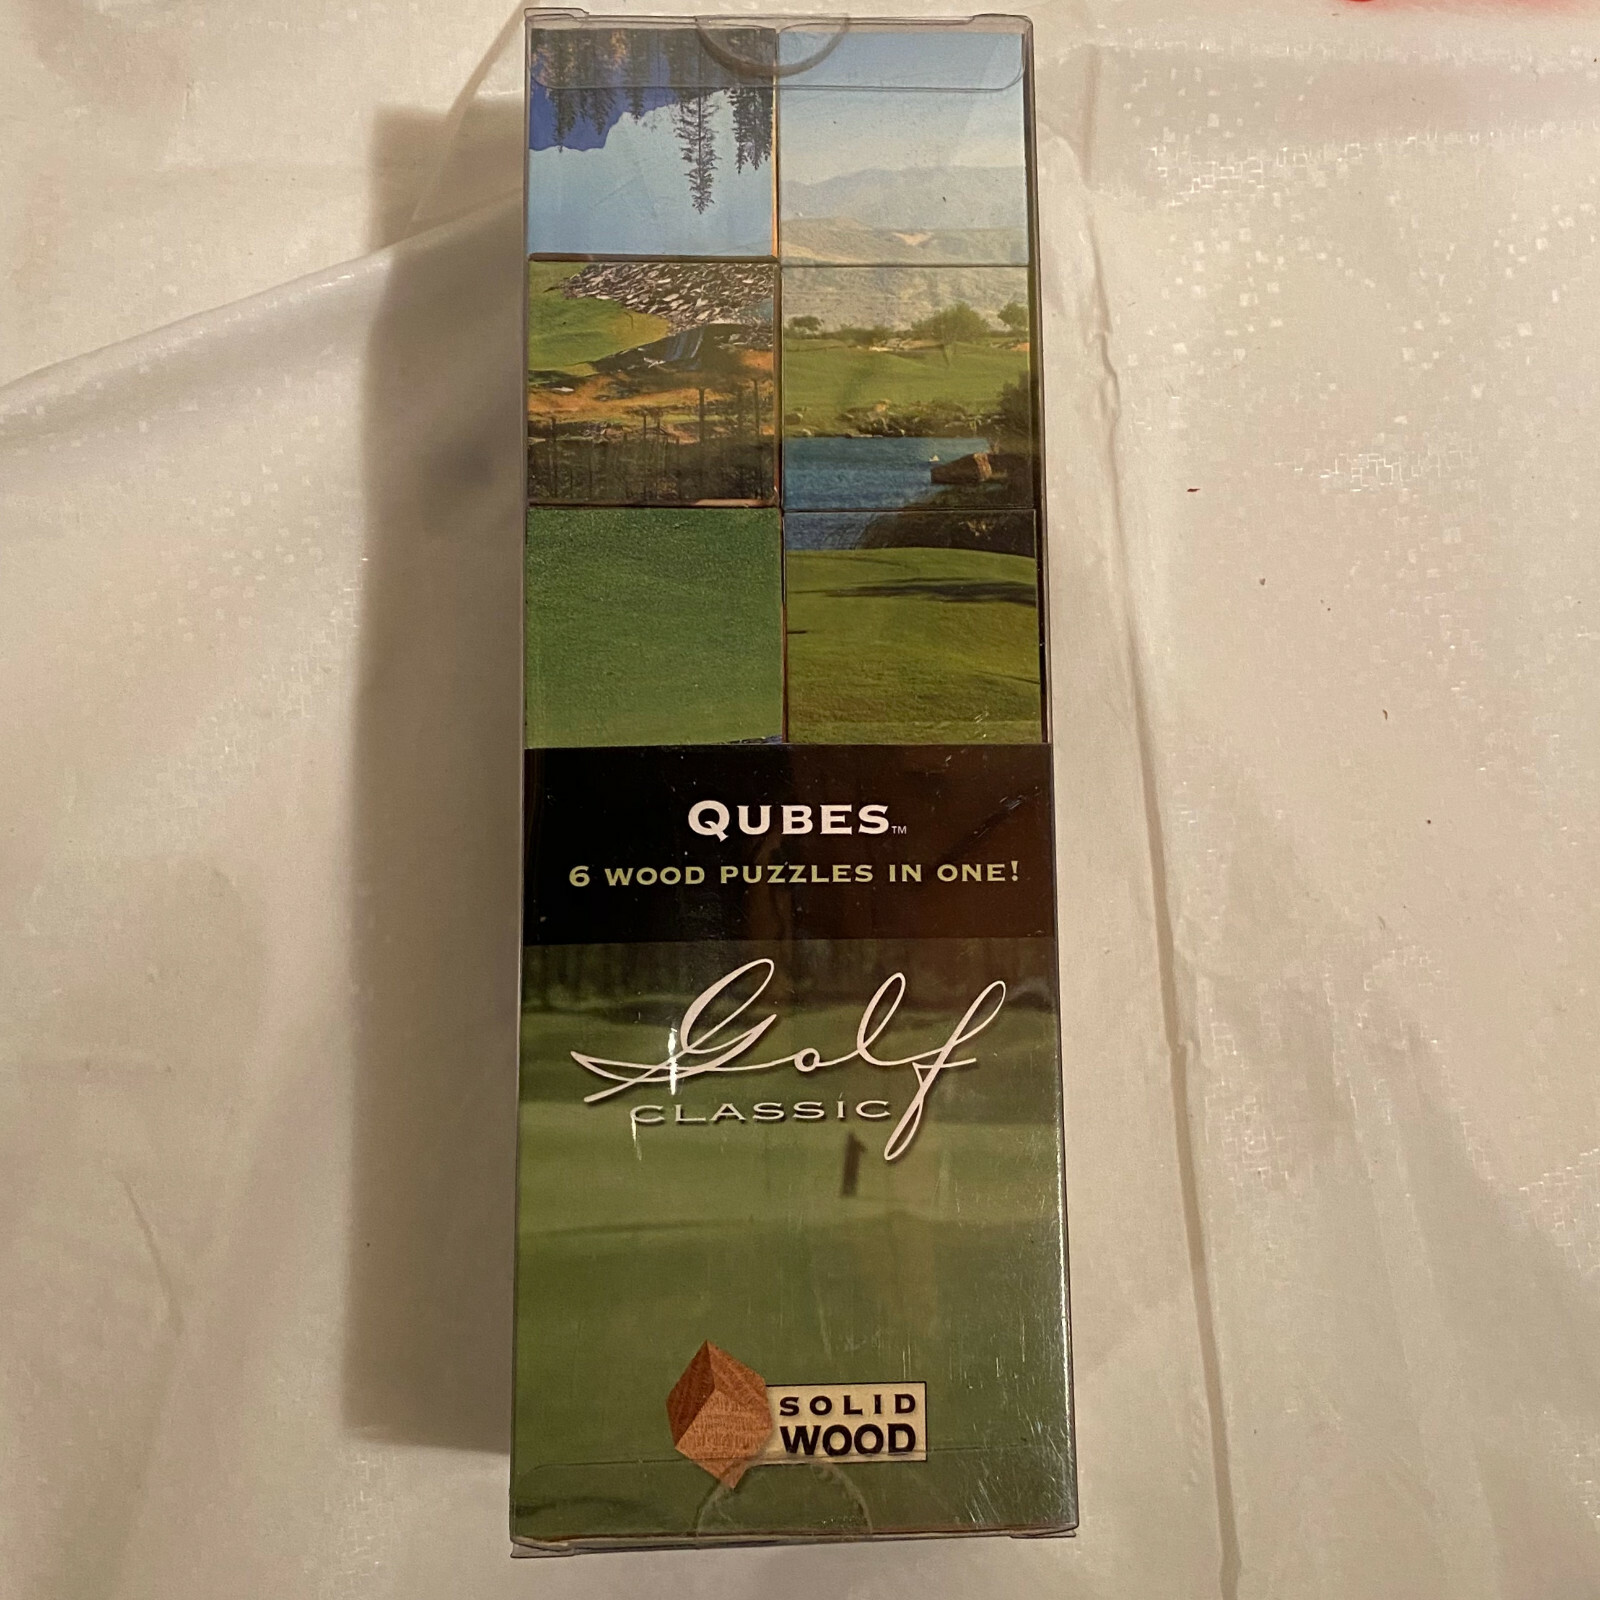 QUBES™
6 WOOD PUZZLES IN ONE!
Golf
CLASSIC
SOLID
WOOD